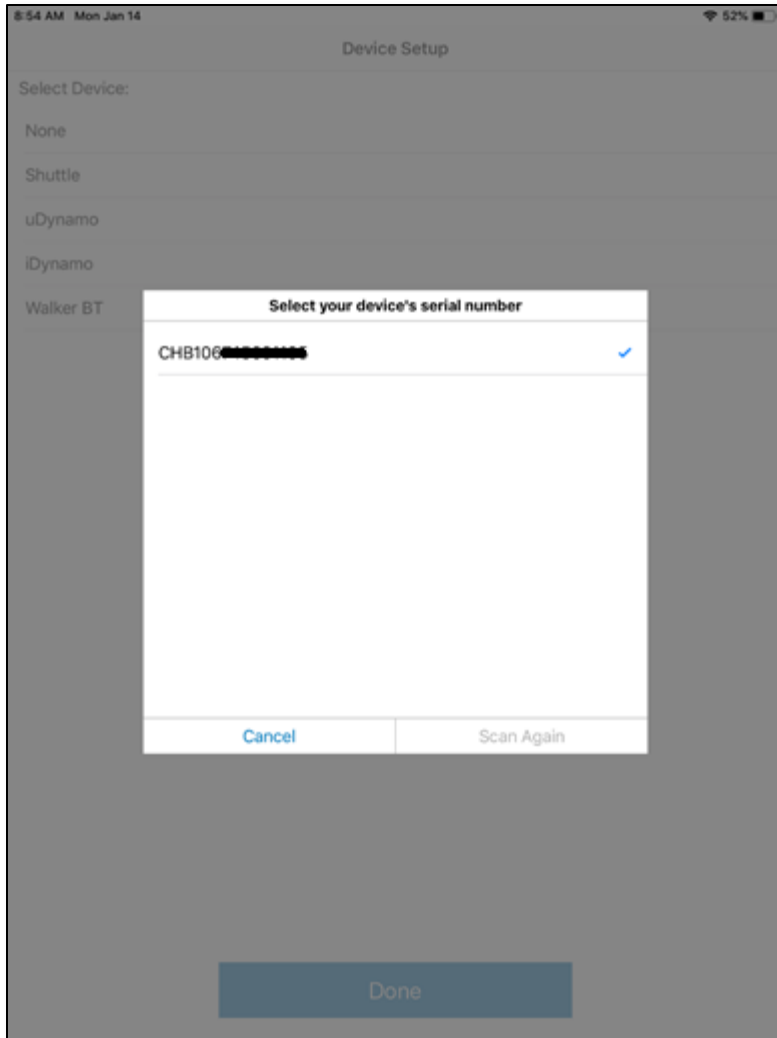 8:54 AM Mon Jan 14 52%
Device Setup
Select Device:
None
Shuttle
uDynamo
iDynamo
Walker BT
Select your device's serial number
CHB106
Cancel Scan Again
Done